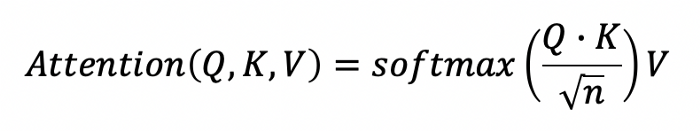 Attention(Q, K, V) = softmax(Q · K / √n)V